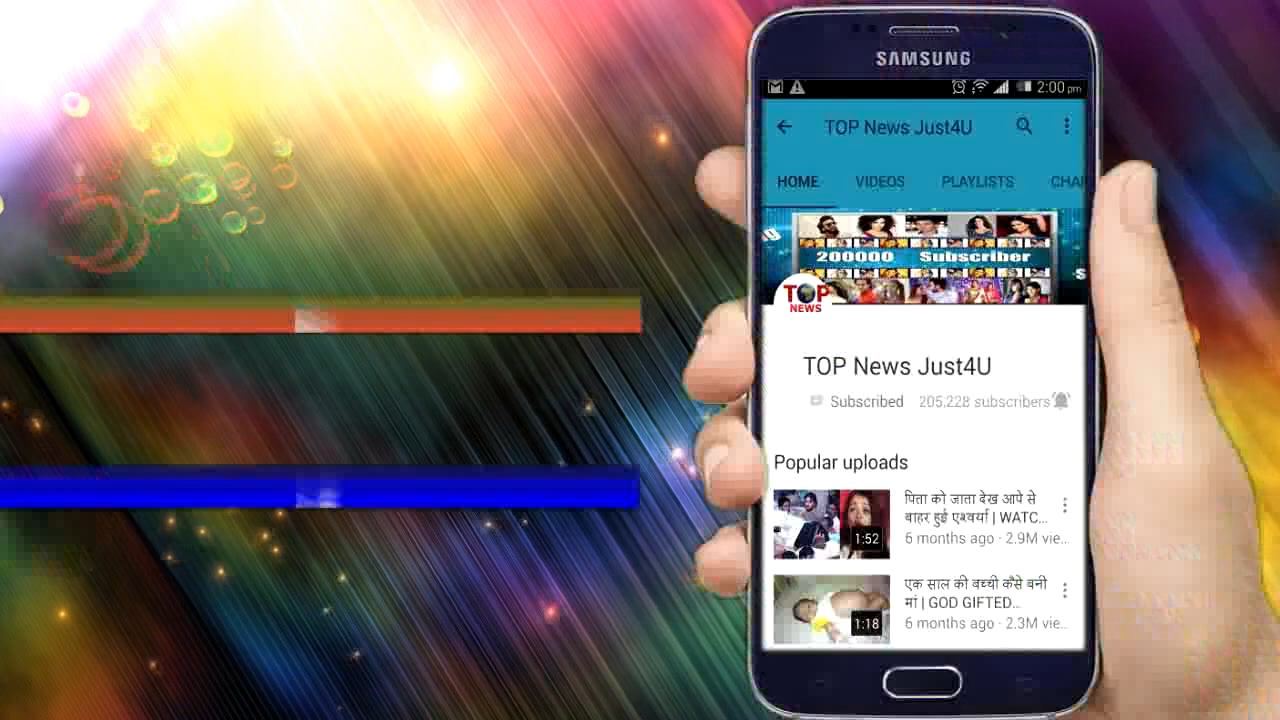 SAMSUNG
2:00 pm
TOP News Just4U
HOME VIDEOS PLAYLISTS CHA
200000 Subscriber
TOP
NEWS
TOP News Just4U
Subscribed 205,228 subscribers
Popular uploads
पिता को जाता देख आपे से
बाहर हुई एश्वर्या | WATC...
6 months ago · 2.9M vie...
1:52
एक साल की बच्ची कैसे बनी
मां | GOD GIFTED...
6 months ago · 2.3M vie...
1:18